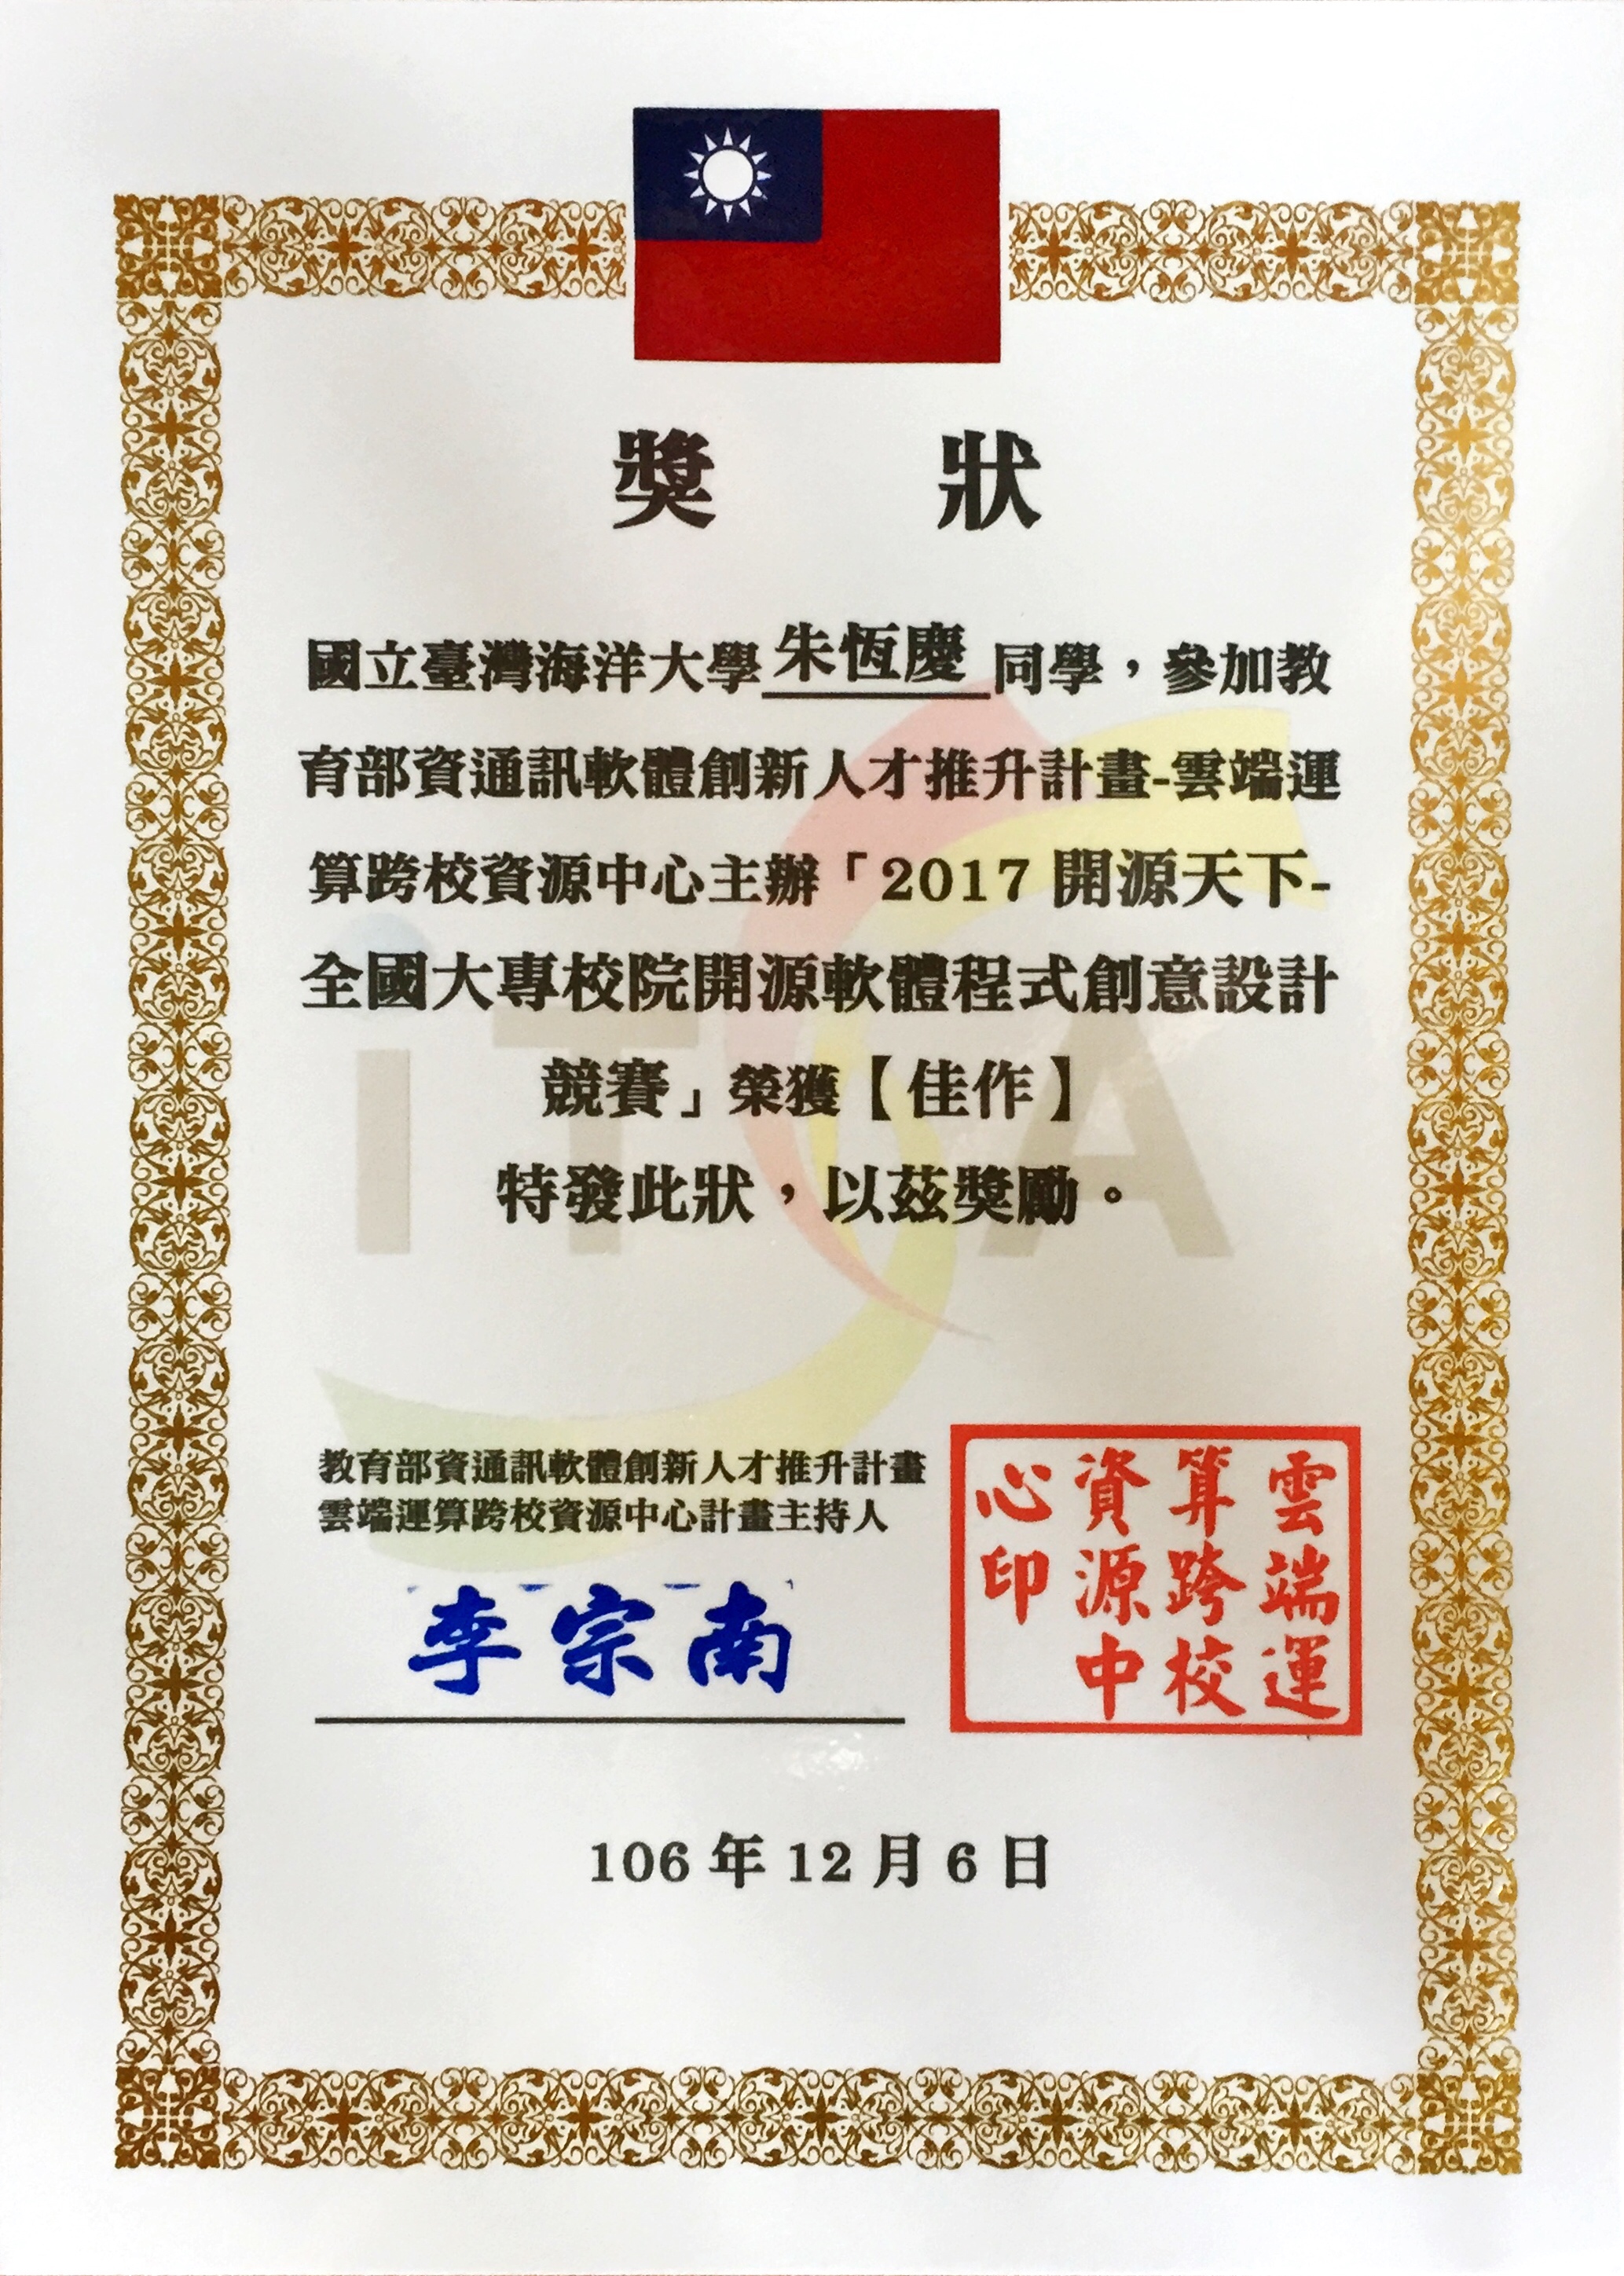 獎狀
國立臺灣海洋大學朱恆慶同學，參加教
育部資通訊軟體創新人才推升計畫-雲端運
算跨校資源中心主辦「2017 開源天下-
全國大專校院開源軟體程式創意設計
競賽」榮獲【佳作】
特發此狀，以茲獎勵。
iTSA
教育部資通訊軟體創新人才推升計畫
雲端運算跨校資源中心計畫主持人
李宗南
雲端運
算跨校
資源中
心印
106 年 12 月 6 日